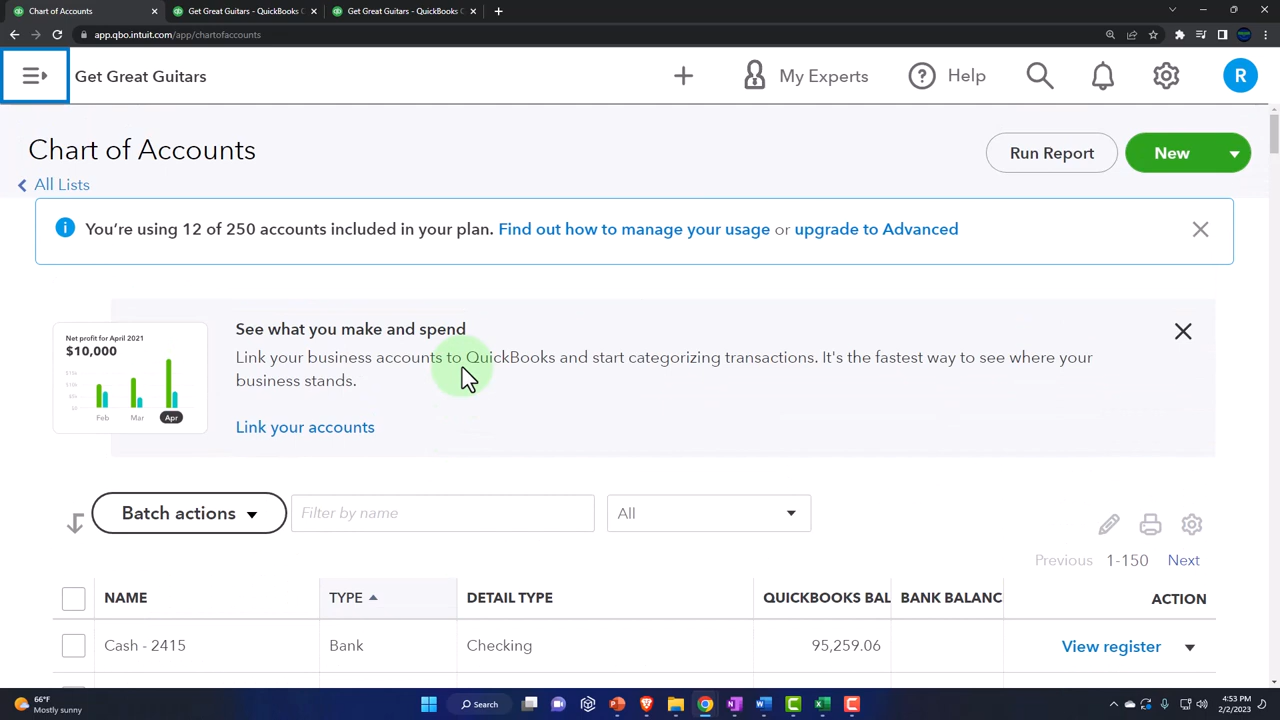 Chart of Accounts
Get Great Guitars - QuickBooks C
Get Great Guitars - QuickBooks C
app.qbo.intuit.com/app/chartofaccounts
Get Great Guitars
My Experts
Help
R
Chart of Accounts
Run Report
New
All Lists
You're using 12 of 250 accounts included in your plan. Find out how to manage your usage or upgrade to Advanced
See what you make and spend
Link your business accounts to QuickBooks and start categorizing transactions. It's the fastest way to see where your
business stands.
Link your accounts
Net profit for April 2021
$10,000
Feb Mar Apr
Batch actions
Filter by name
All
Previous 1-150 Next
NAME TYPE DETAIL TYPE QUICKBOOKS BAL BANK BALANC ACTION
Cash - 2415 Bank Checking 95,259.06 View register
66°F
Mostly sunny
Search
4:53 PM
2/2/2023